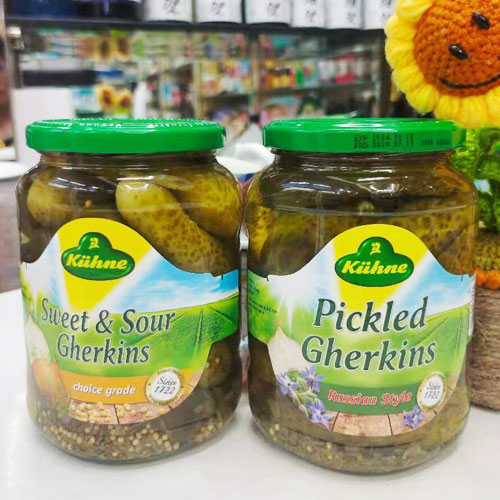 Kühne
Sweet & Sour
Gherkins
choice grade
Since
1722
Kühne
Pickled
Gherkins
Russian Style
Since
1722